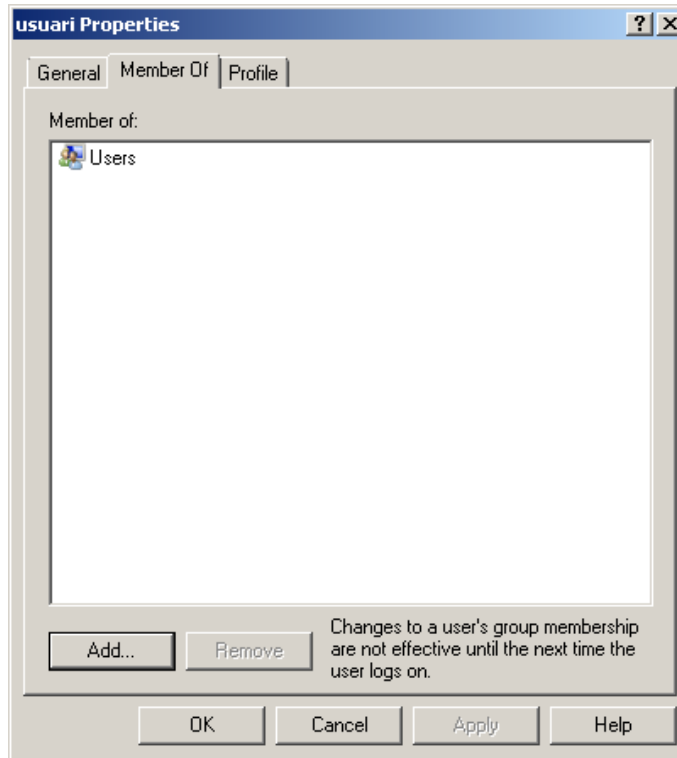 usuari Properties
General Member Of Profile
Member of:
Users
Add... Remove
Changes to a user's group membership
are not effective until the next time the
user logs on.
OK Cancel Apply Help